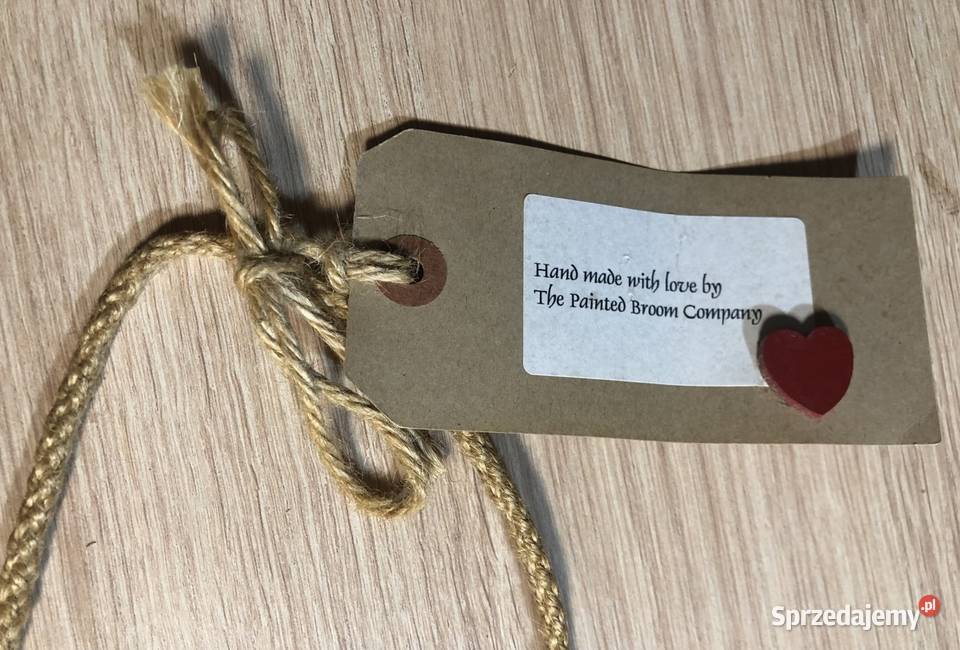 Hand made with love by
The Painted Broom Company
Sprzedajemy.pl